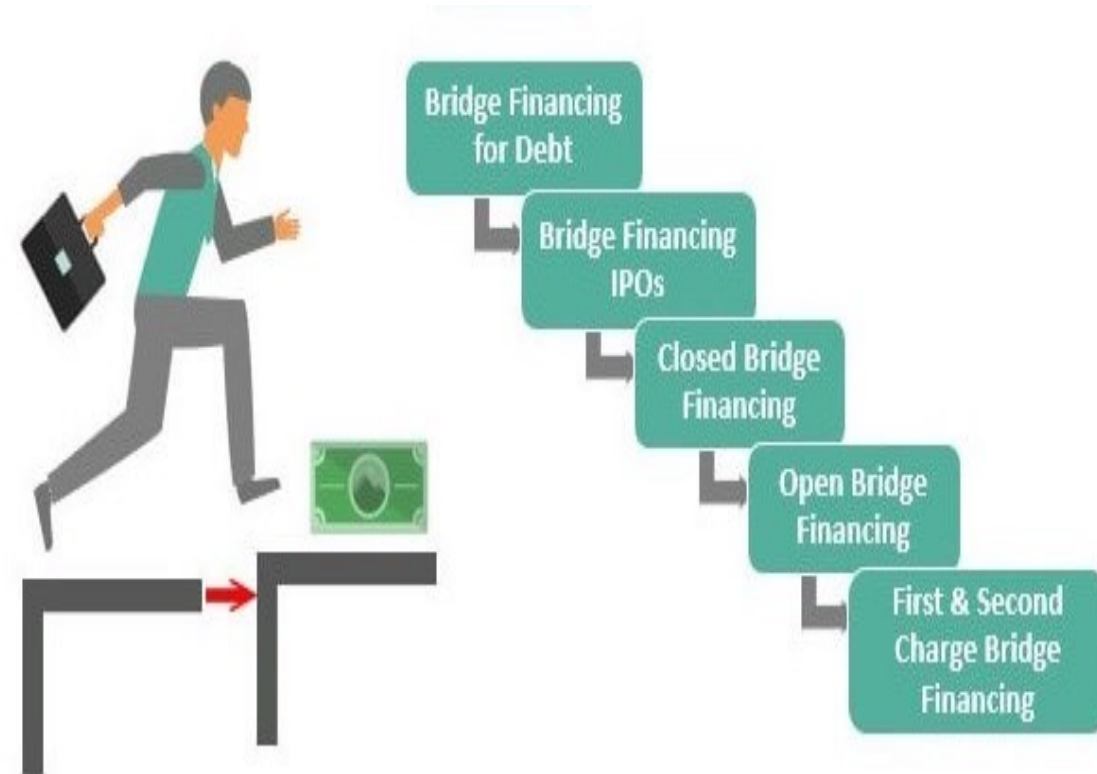 Bridge Financing
for Debt
Bridge Financing
IPOs
Closed Bridge
Financing
Open Bridge
Financing
First & Second
Charge Bridge
Financing